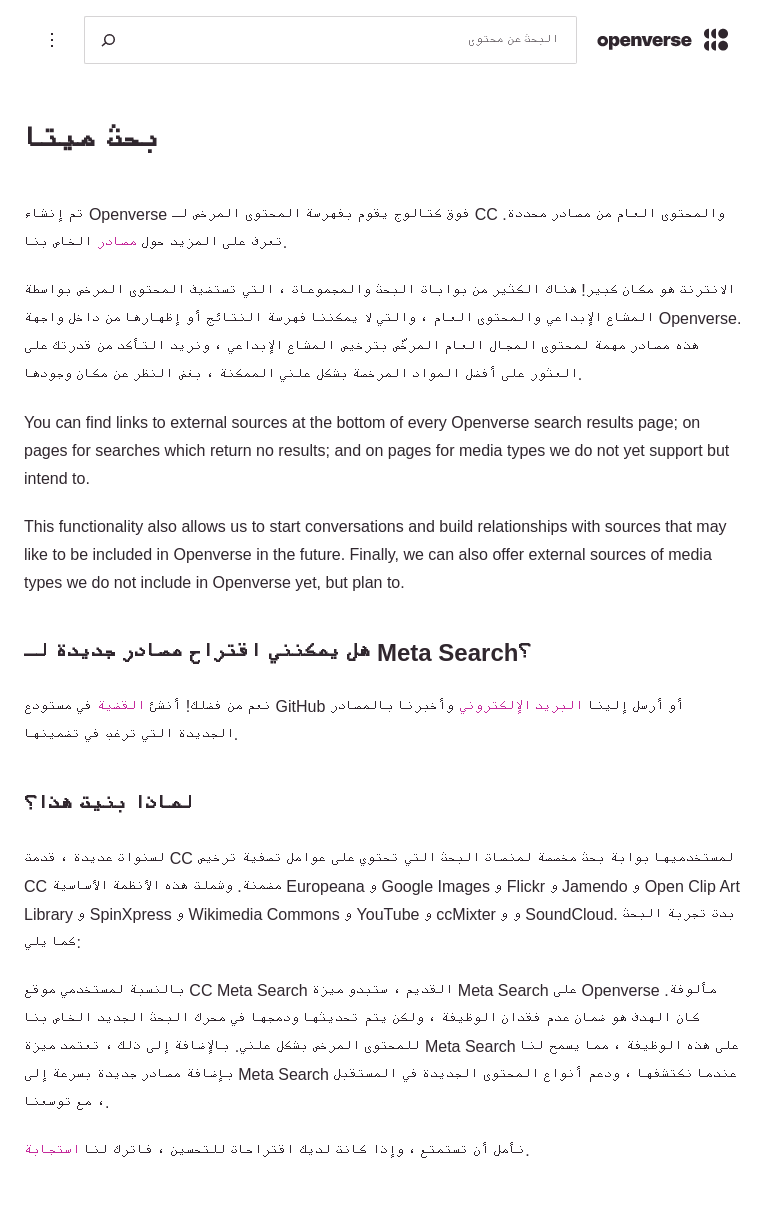 openverse
البحث عن محتوى
بحث ميتا
تم إنشاء Openverse فوق كتالوج يقوم بفهرسة المحتوى المرخص لـ CC والمحتوى العام من مصادر محددة.
تعرف على المزيد حول مصادر الخاص بنا.
الانترنت هو مكان كبير! هناك الكثير من بوابات البحث والمجموعات ، التي تستضيف المحتوى المرخص بواسطة
المشاع الإبداعي والمحتوى العام ، والتي لا يمكننا فهرسة النتائج أو إظهارها من داخل واجهة Openverse.
هذه مصادر مهمة لمحتوى المجال العام المرخّص بترخيص المشاع الإبداعي ، ونريد التأكد من قدرتك على
العثور على أفضل المواد المرخصة بشكل علني الممكنة ، بغض النظر عن مكان وجودها.
You can find links to external sources at the bottom of every Openverse search results page; on
pages for searches which return no results; and on pages for media types we do not yet support but
intend to.
This functionality also allows us to start conversations and build relationships with sources that may
like to be included in Openverse in the future. Finally, we can also offer external sources of media
types we do not include in Openverse yet, but plan to.
هل يمكنني اقتراح مصادر جديدة لــ Meta Search؟
نعم من فضلك! أنشئ القضية في مستودع GitHub أو أرسل إلينا البريد الإلكتروني وأخبرنا بالمصادر
الجديدة التي ترغب في تضمينها.
لماذا بنيت هذا؟
لسنوات عديدة ، قدمت CC لمستخدميها بوابة بحث مخصصة لمنصات البحث التي تحتوي على عوامل تصفية ترخيص
CC مضمنة. وشملت هذه الأنظمة الأساسية Europeana و Google Images و Flickr و Jamendo و Open Clip Art
Library و SpinXpress و Wikimedia Commons و YouTube و ccMixter و و SoundCloud. بدت تجربة البحث
كما يلي:
بالنسبة لمستخدمي موقع CC Meta Search القديم ، ستبدو ميزة Meta Search على Openverse مألوفة.
كان الهدف هو ضمان عدم فقدان الوظيفة ، ولكن يتم تحديثها ودمجها في محرك البحث الجديد الخاص بنا
للمحتوى المرخص بشكل علني. بالإضافة إلى ذلك ، تعتمد ميزة Meta Search على هذه الوظيفة ، مما يسمح لنا
بإضافة مصادر جديدة بسرعة إلى Meta Search عندما نكتشفها ، ودعم أنواع المحتوى الجديدة في المستقبل
، مع توسعنا.
نأمل أن تستمتع ، وإذا كانت لديك اقتراحات للتحسين ، فاترك لنا استجابة.